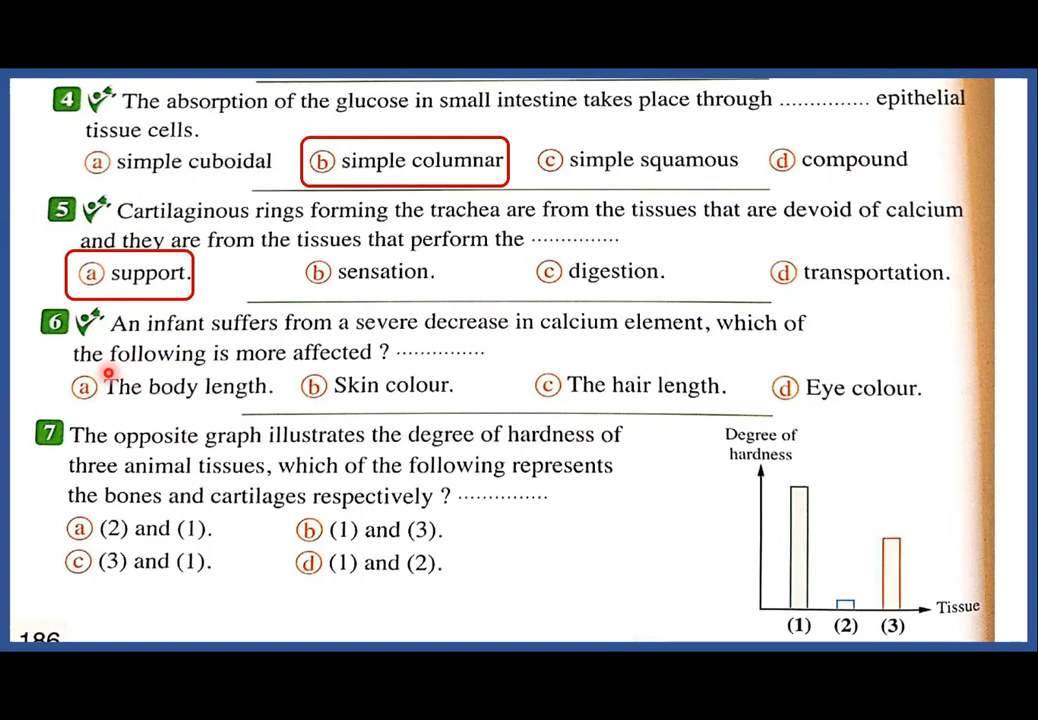 4 The absorption of the glucose in small intestine takes place through ............... epithelial
tissue cells.
a simple cuboidal b simple columnar c simple squamous d compound
5 Cartilaginous rings forming the trachea are from the tissues that are devoid of calcium
and they are from the tissues that perform the ...............
a support. b sensation. c digestion. d transportation.
6 An infant suffers from a severe decrease in calcium element, which of
the following is more affected ? ...............
a The body length. b Skin colour. c The hair length. d Eye colour.
7 The opposite graph illustrates the degree of hardness of
three animal tissues, which of the following represents
the bones and cartilages respectively ? ...............
a (2) and (1). b (1) and (3).
c (3) and (1). d (1) and (2).
Degree of
hardness
Tissue
(1) (2) (3)
186